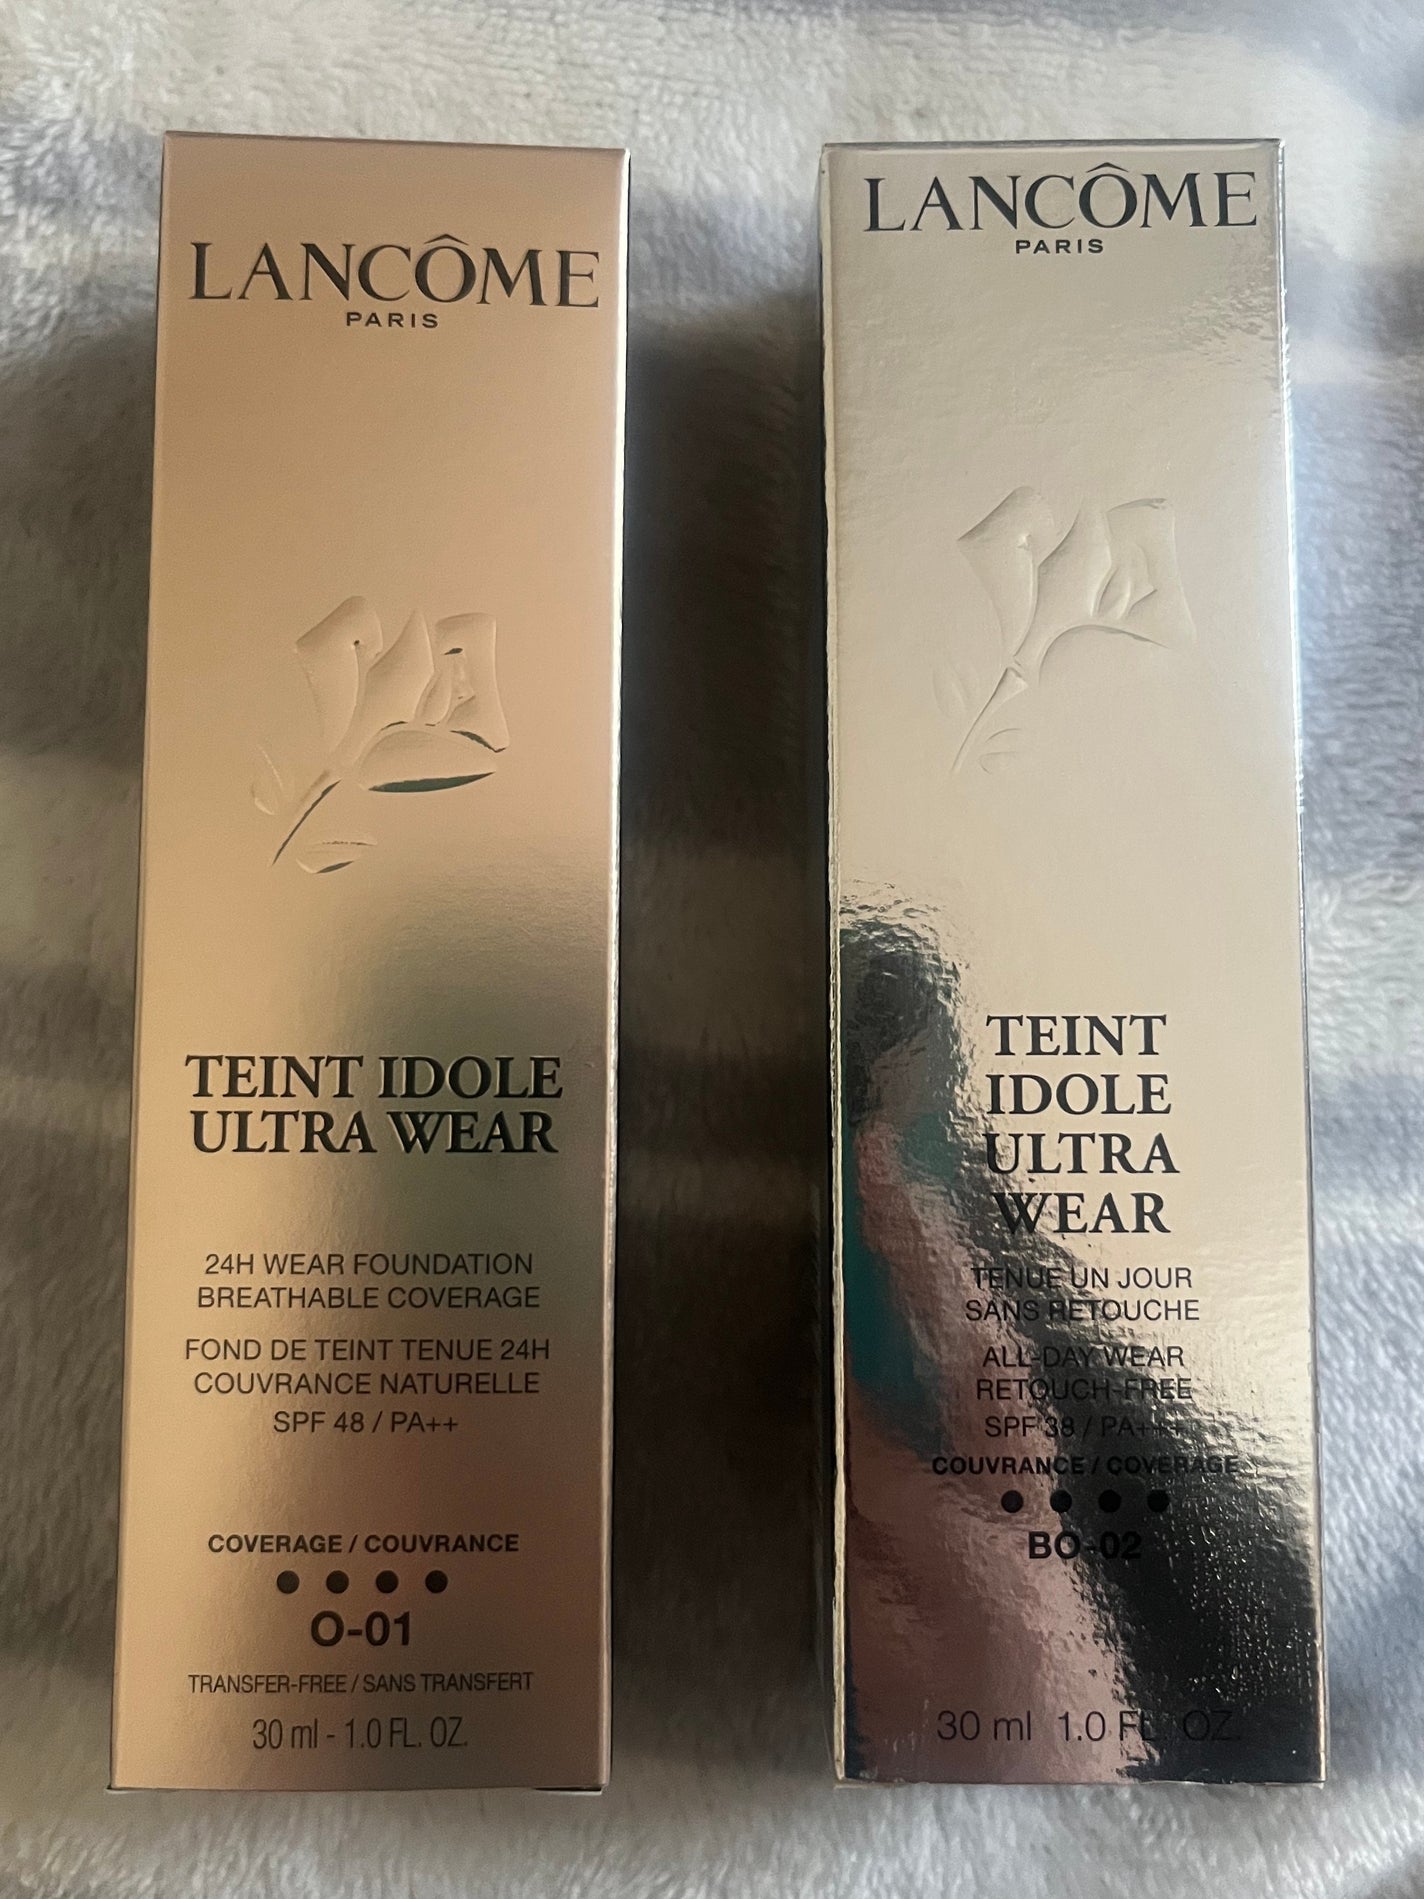 LANCÔME
PARIS
TEINT IDOLE
ULTRA WEAR
24H WEAR FOUNDATION
BREATHABLE COVERAGE
FOND DE TEINT TENUE 24H
COUVRANCE NATURELLE
SPF 48 / PA++
COVERAGE / COUVRANCE
O-01
TRANSFER-FREE / SANS TRANSFERT
30 ml - 1.0 FL. OZ.
LANCÔME
PARIS
TEINT
IDOLE
ULTRA
WEAR
TENUE UN JOUR
SANS RETOUCHE
ALL-DAY WEAR
RETOUCH-FREE
SPF 38 / PA+++
COUVRANCE / COVERAGE
BO-02
30 ml 1.0 FL. OZ.